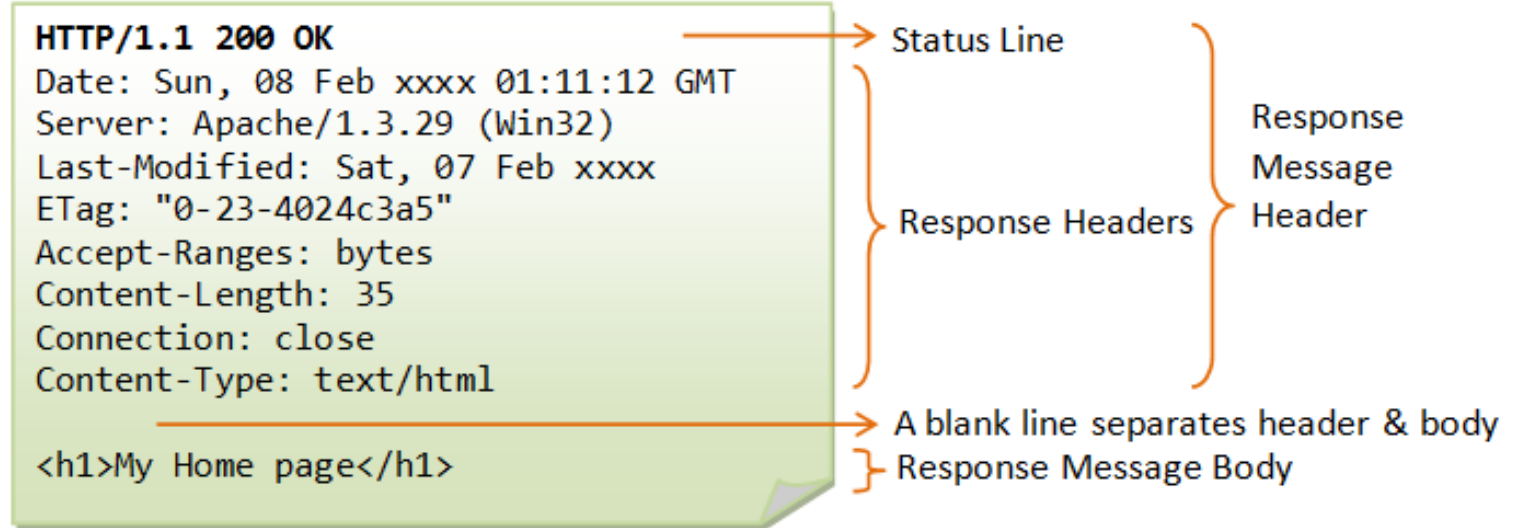 HTTP/1.1 200 OK
Date: Sun, 08 Feb xxxx 01:11:12 GMT
Server: Apache/1.3.29 (Win32)
Last-Modified: Sat, 07 Feb xxxx
ETag: "0-23-4024c3a5"
Accept-Ranges: bytes
Content-Length: 35
Connection: close
Content-Type: text/html
<h1>My Home page</h1>
Status Line
Response Headers
A blank line separates header & body
Response Message Body
Response
Message
Header